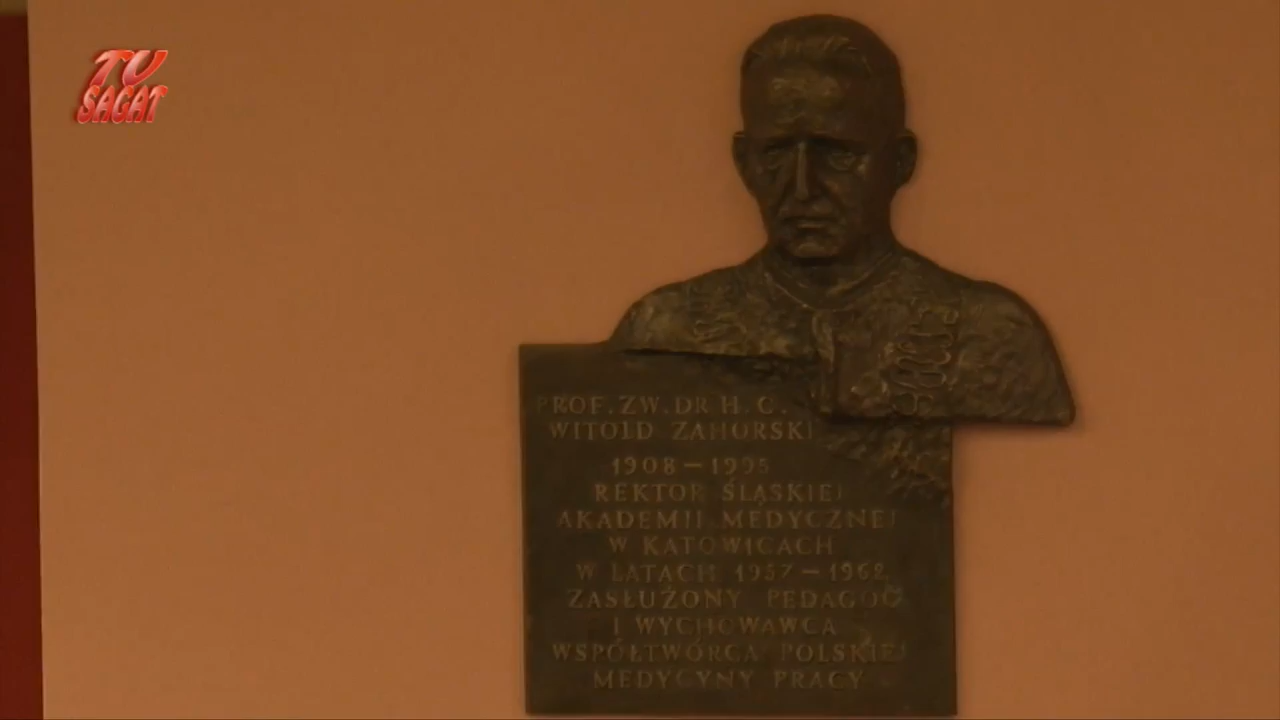 TV
SAGAT
PROF. ZW. DR H. C.
WITOLD ZAHORSKI
1908 – 1995
REKTOR ŚLĄSKIEJ
AKADEMII MEDYCZNEJ
W KATOWICACH
W LATACH 1957 – 1962
ZASŁUŻONY PEDAGOG
I WYCHOWAWCA
WSPÓŁTWÓRCA POLSKIEJ
MEDYCYNY PRACY